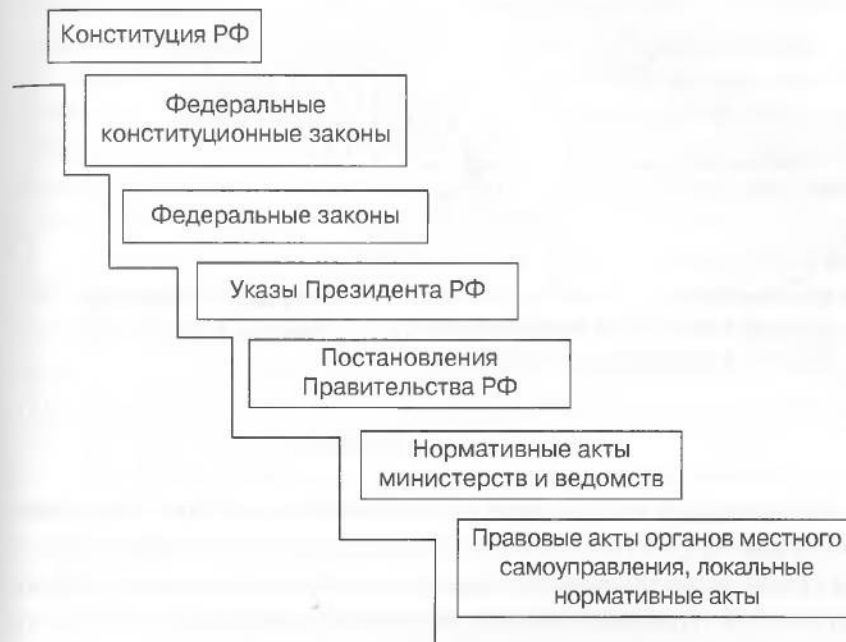 Конституция РФ
Федеральные
конституционные законы
Федеральные законы
Указы Президента РФ
Постановления
Правительства РФ
Нормативные акты
министерств и ведомств
Правовые акты органов местного
самоуправления, локальные
нормативные акты